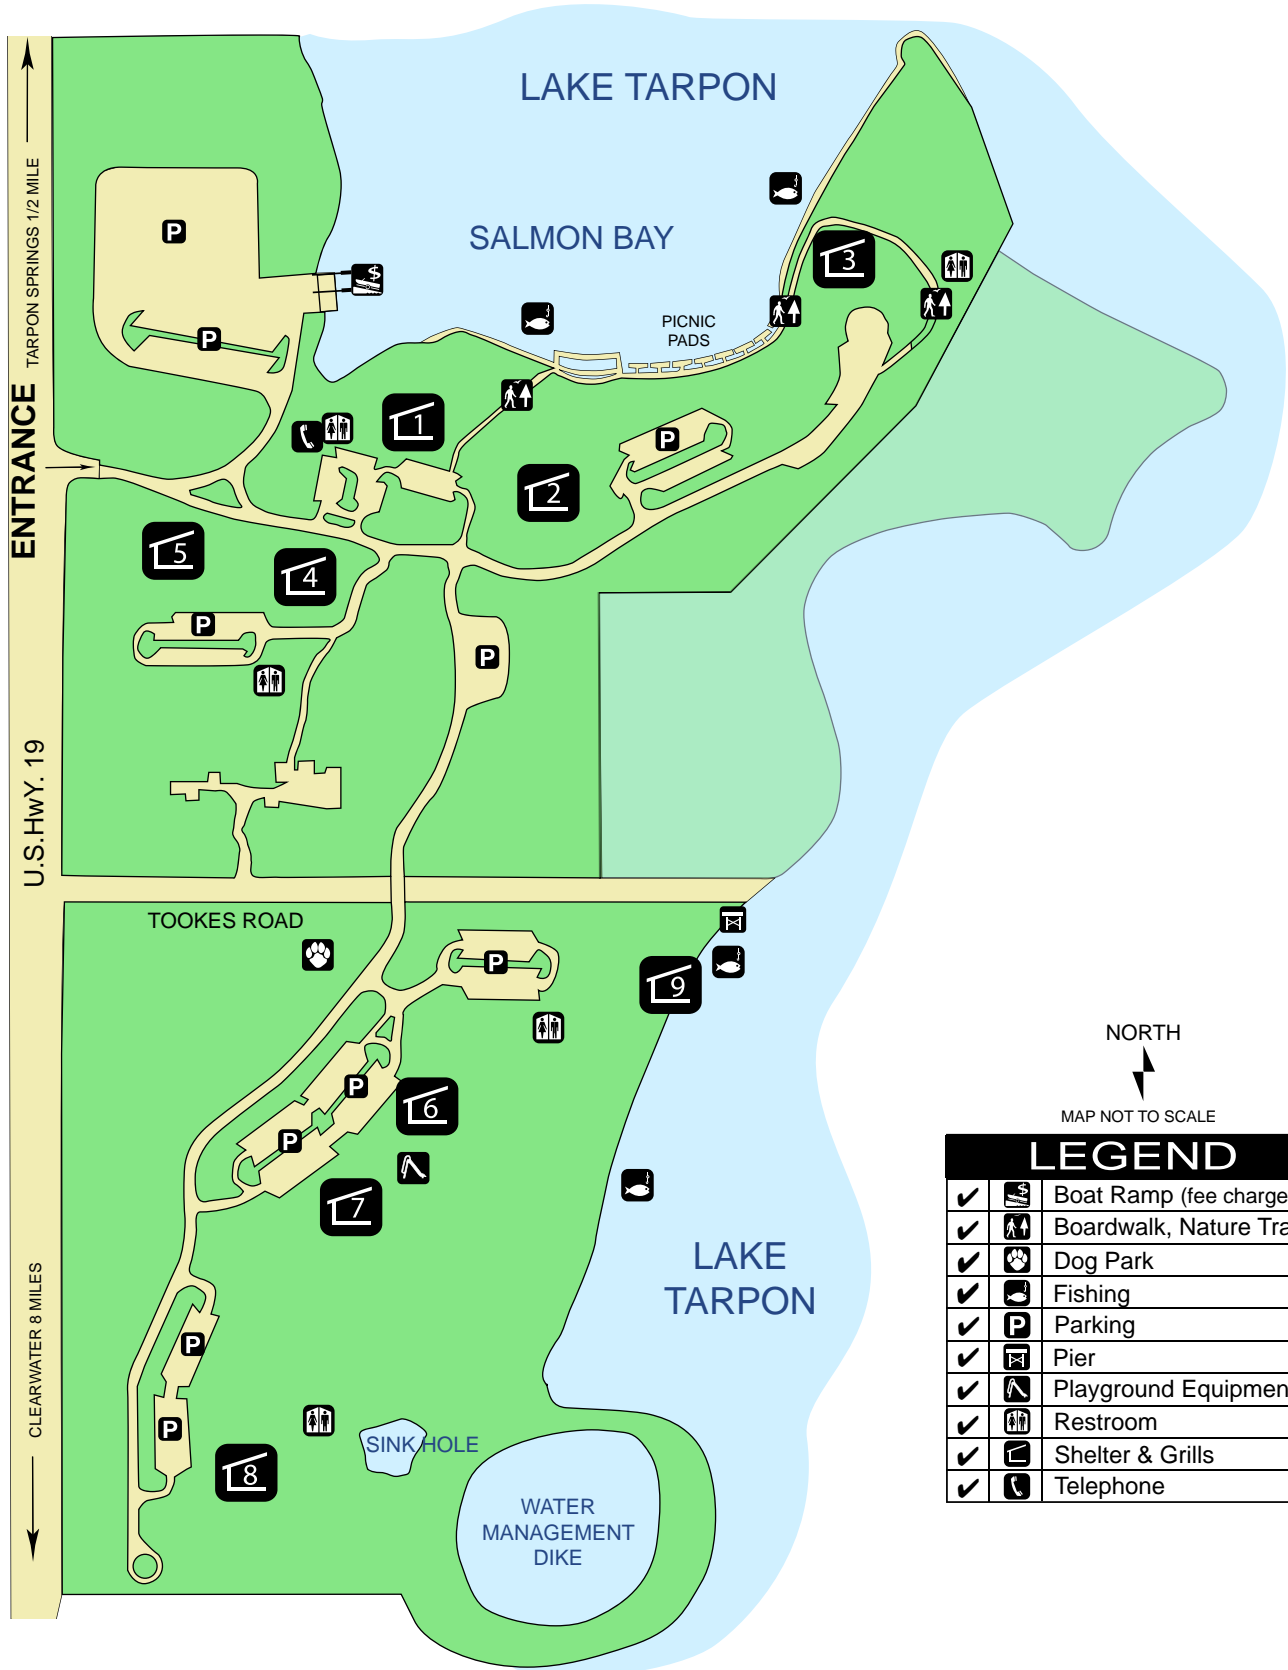 LAKE TARPON
TARPON SPRINGS 1/2 MILE
P
SALMON BAY
3
$
P
PICNIC
PADS
ENTRANCE
1
P
2
5
4
P
P
U.S.HwY. 19
TOOKES ROAD
P
9
NORTH
P
6
MAP NOT TO SCALE
P
7
LEGEND
Boat Ramp (fee charge
Boardwalk, Nature Tra
Dog Park
Fishing
P Parking
Pier
Playground Equipmen
Restroom
Shelter & Grills
Telephone
LAKE
TARPON
CLEARWATER 8 MILES
P
P
SINK HOLE
8
WATER
MANAGEMENT
DIKE